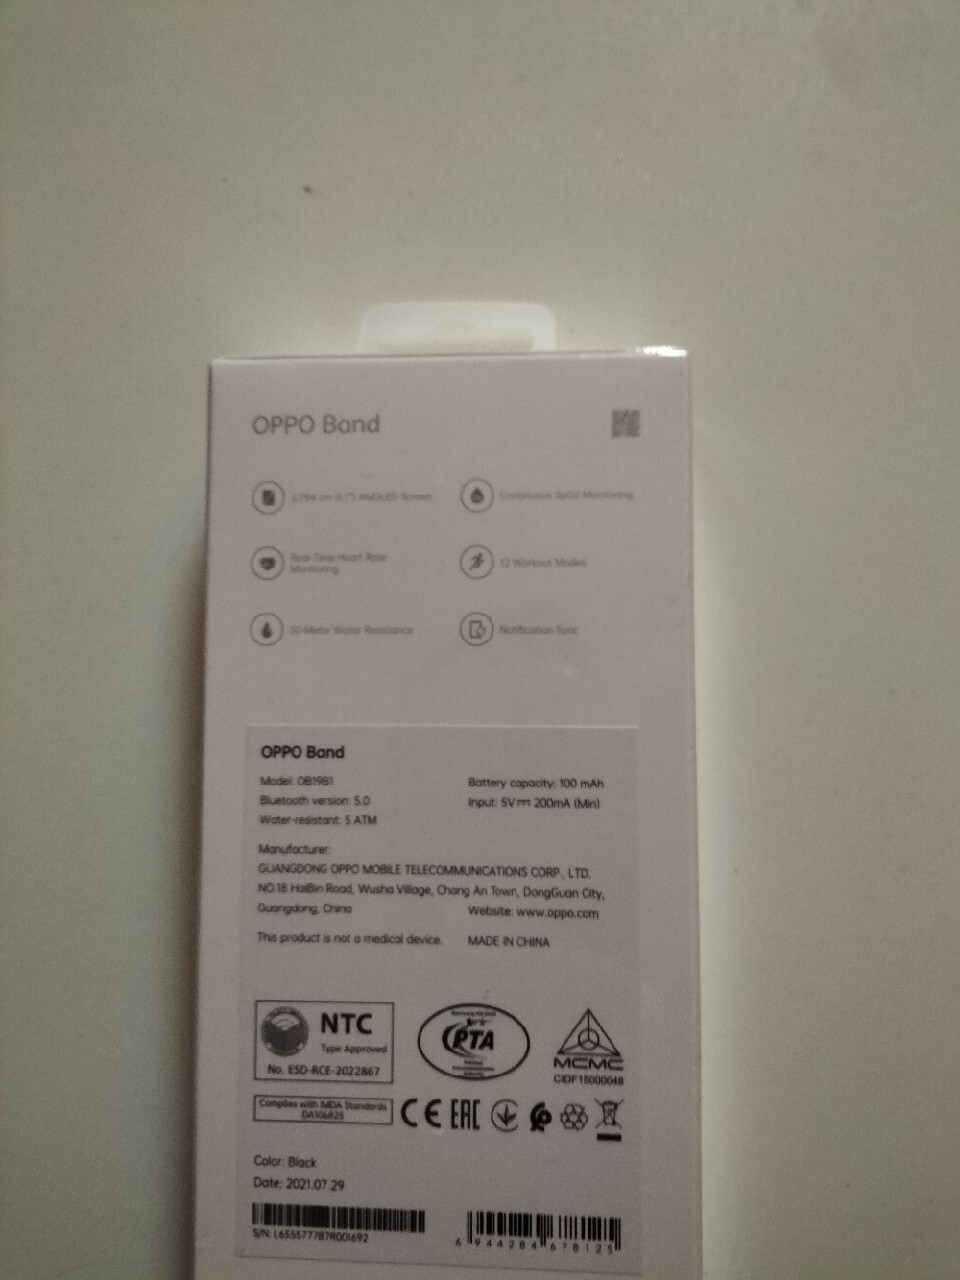 OPPO Band
2.794 cm (1.1") AMOLED Screen
Continuous SpO2 Monitoring
Real-Time Heart Rate
Monitoring
12 Workout Modes
50-Meter Water Resistance
Notification Sync
OPPO Band
Model: OB19B1
Battery capacity: 100 mAh
Bluetooth version: 5.0
Input: 5V⎓200mA (Min)
Water-resistant: 5 ATM
Manufacturer:
GUANGDONG OPPO MOBILE TELECOMMUNICATIONS CORP., LTD.
NO.18 HaiBin Road, Wusha Village, Chang An Town, DongGuan City,
Guangdong, China
Website: www.oppo.com
This product is not a medical device.
MADE IN CHINA
NTC
Type Approved
No. ESD-RCE-2022867
PTA
MCMC
CIDF15000048
Complies with IMDA Standards
DA106825
CE EAC
Color: Black
Date: 2021.07.29
S/N: L655577787R001692
6 944284 678125